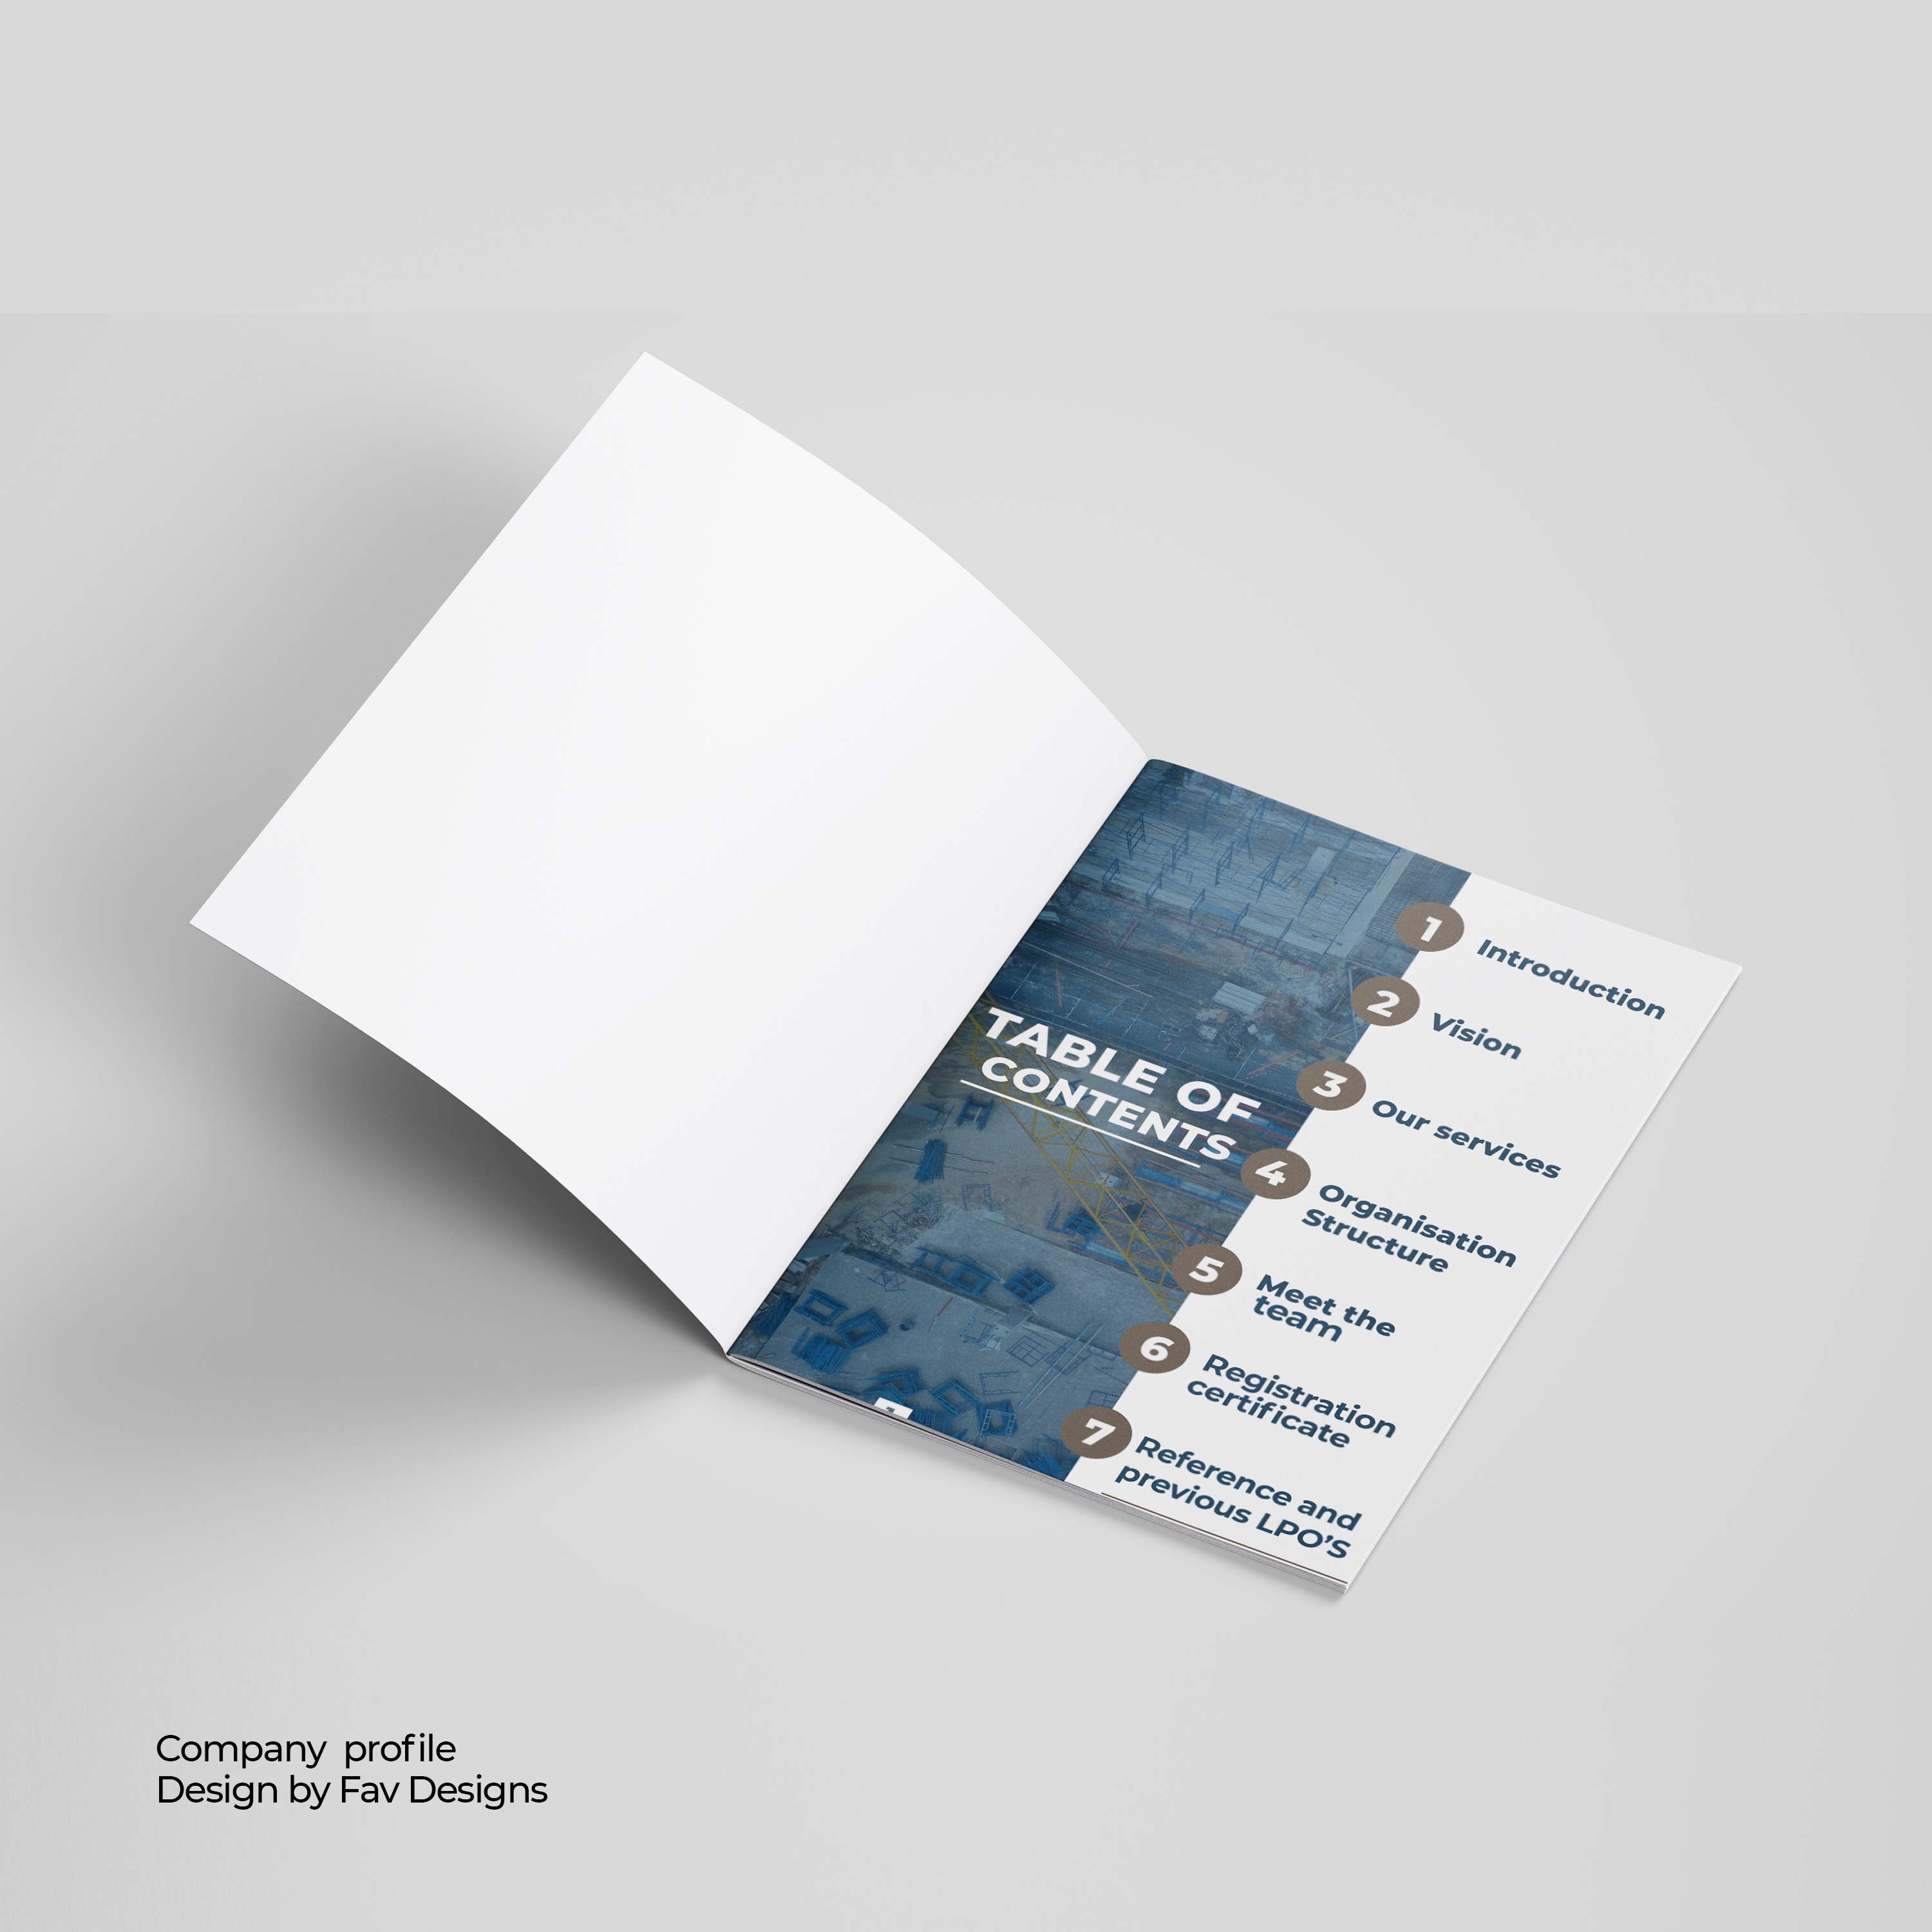 TABLE OF
CONTENTS
1
Introduction
2
Vision
3
Our services
4
Organisation
Structure
5
Meet the
team
6
Registration
certificate
7
Reference and
previous LPO'S
Company profile
Design by Fav Designs